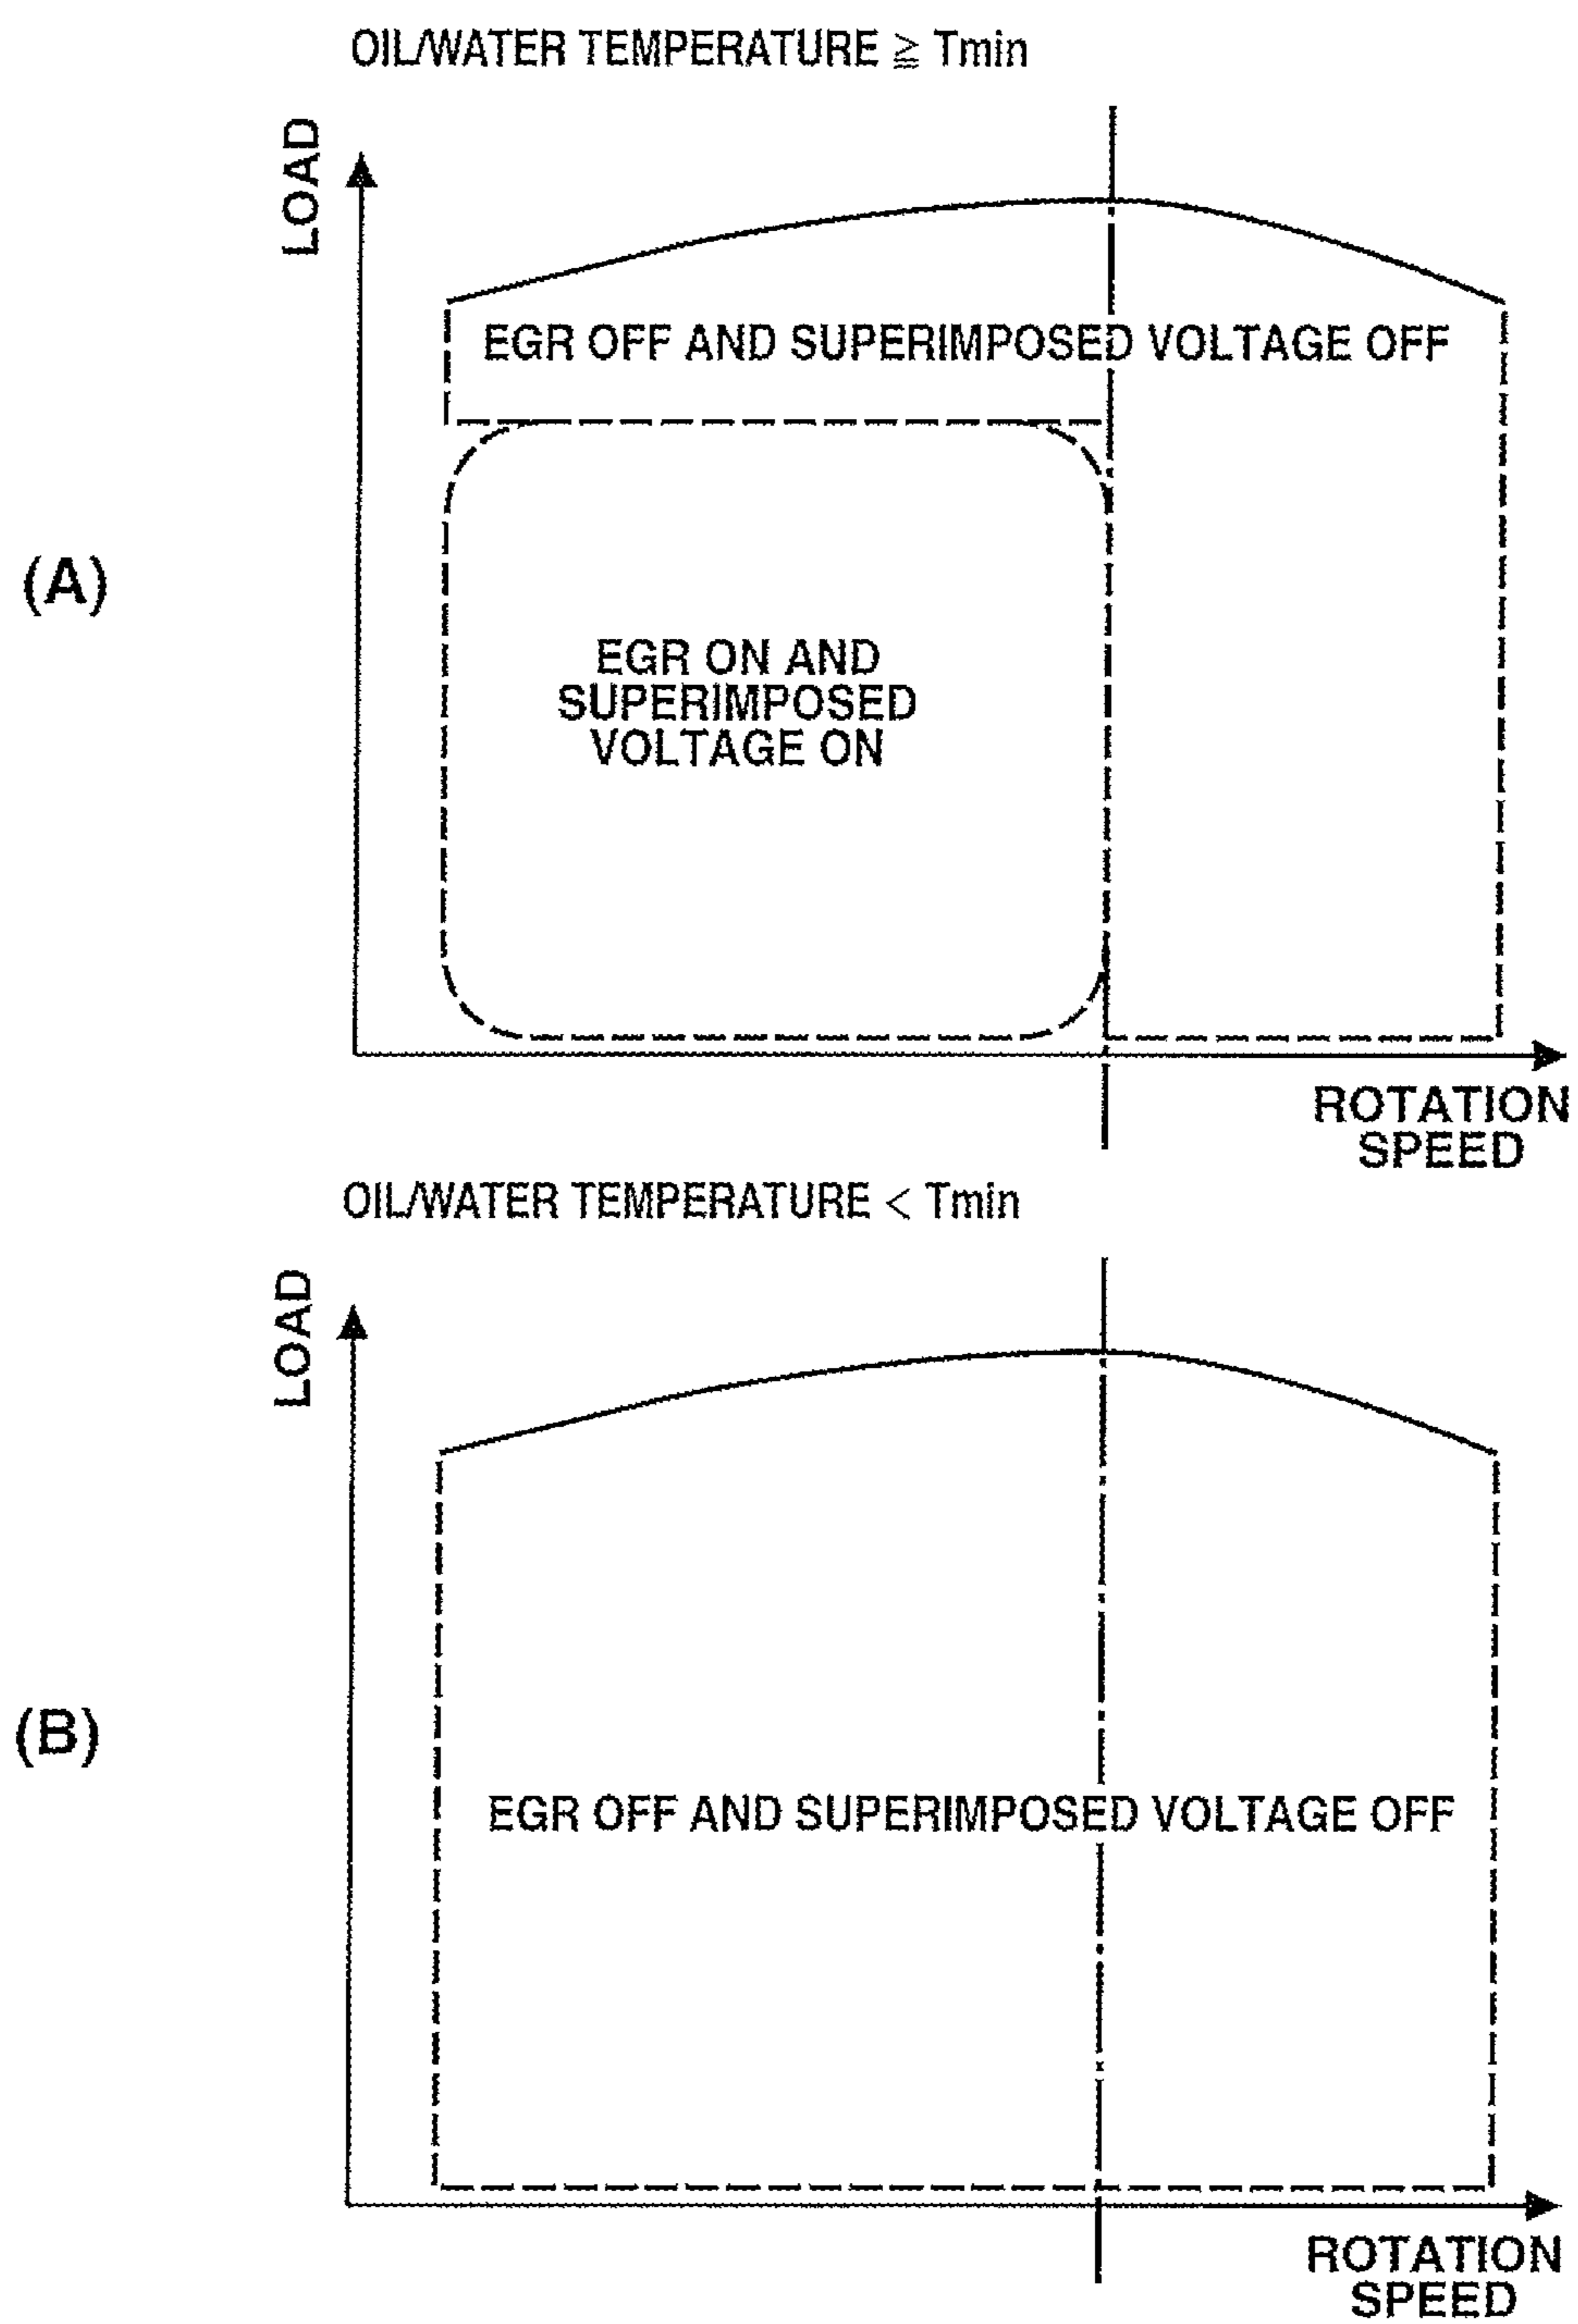 OIL/WATER TEMPERATURE ≧ Tmin
LOAD
EGR OFF AND SUPERIMPOSED VOLTAGE OFF
(A)
EGR ON AND
SUPERIMPOSED
VOLTAGE ON
ROTATION
SPEED
OIL/WATER TEMPERATURE < Tmin
LOAD
(B)
EGR OFF AND SUPERIMPOSED VOLTAGE OFF
ROTATION
SPEED